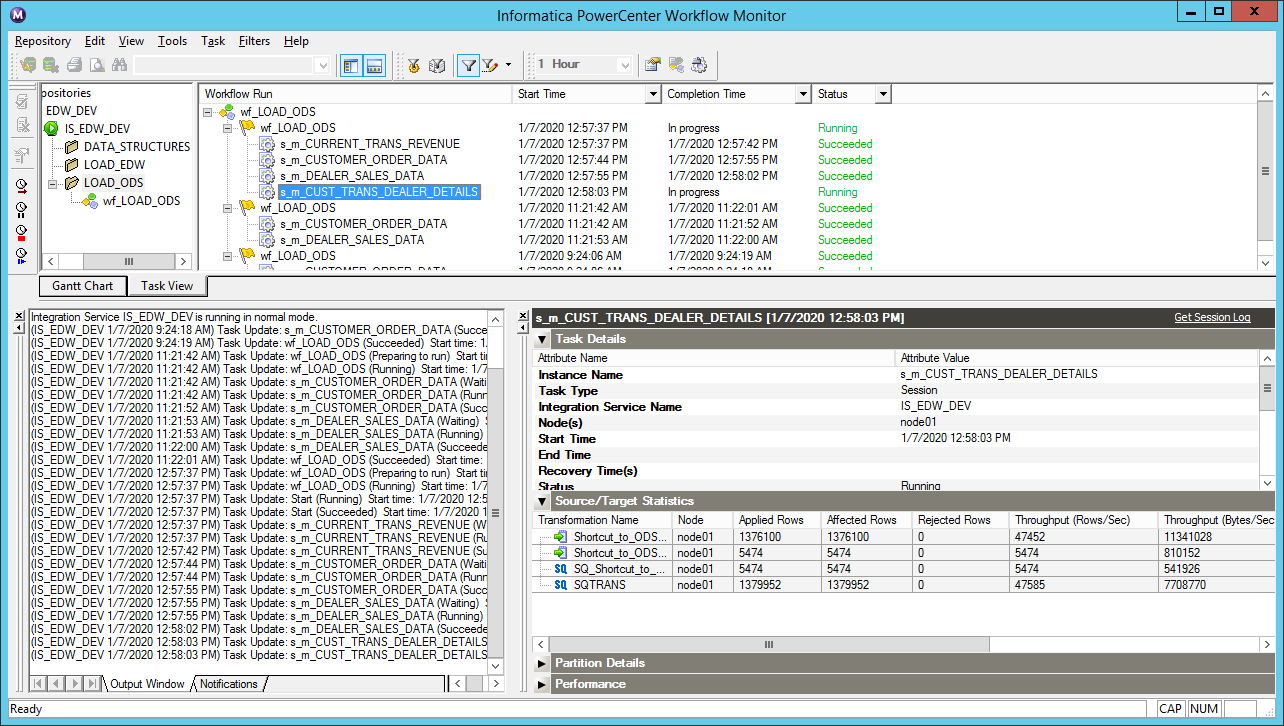 Informatica PowerCenter Workflow Monitor
Repository Edit View Tools Task Filters Help
1 Hour
positories
EDW_DEV
IS_EDW_DEV
DATA_STRUCTURES
LOAD_EDW
LOAD_ODS
wf_LOAD_ODS
Workflow Run Start Time Completion Time Status
wf_LOAD_ODS
wf_LOAD_ODS 1/7/2020 12:57:37 PM In progress Running
s_m_CURRENT_TRANS_REVENUE 1/7/2020 12:57:37 PM 1/7/2020 12:57:42 PM Succeeded
s_m_CUSTOMER_ORDER_DATA 1/7/2020 12:57:44 PM 1/7/2020 12:57:55 PM Succeeded
s_m_DEALER_SALES_DATA 1/7/2020 12:57:55 PM 1/7/2020 12:58:02 PM Succeeded
s_m_CUST_TRANS_DEALER_DETAILS 1/7/2020 12:58:03 PM In progress Running
wf_LOAD_ODS 1/7/2020 11:21:42 AM 1/7/2020 11:22:01 AM Succeeded
s_m_CUSTOMER_ORDER_DATA 1/7/2020 11:21:42 AM 1/7/2020 11:21:52 AM Succeeded
s_m_DEALER_SALES_DATA 1/7/2020 11:21:53 AM 1/7/2020 11:22:00 AM Succeeded
wf_LOAD_ODS 1/7/2020 9:24:06 AM 1/7/2020 9:24:19 AM Succeeded
Gantt Chart Task View
Integration Service IS_EDW_DEV is running in normal mode.
(IS_EDW_DEV 1/7/2020 9:24:18 AM) Task Update: s_m_CUSTOMER_ORDER_DATA (Succe
(IS_EDW_DEV 1/7/2020 9:24:19 AM) Task Update: wf_LOAD_ODS (Succeeded) Start time: 1/
(IS_EDW_DEV 1/7/2020 11:21:42 AM) Task Update: wf_LOAD_ODS (Preparing to run) Start ti
(IS_EDW_DEV 1/7/2020 11:21:42 AM) Task Update: wf_LOAD_ODS (Running) Start time: 1/7
(IS_EDW_DEV 1/7/2020 11:21:42 AM) Task Update: s_m_CUSTOMER_ORDER_DATA (Waiti
(IS_EDW_DEV 1/7/2020 11:21:42 AM) Task Update: s_m_CUSTOMER_ORDER_DATA (Runn
(IS_EDW_DEV 1/7/2020 11:21:52 AM) Task Update: s_m_CUSTOMER_ORDER_DATA (Succ
(IS_EDW_DEV 1/7/2020 11:21:53 AM) Task Update: s_m_DEALER_SALES_DATA (Waiting) S
(IS_EDW_DEV 1/7/2020 11:21:53 AM) Task Update: s_m_DEALER_SALES_DATA (Running)
(IS_EDW_DEV 1/7/2020 11:22:00 AM) Task Update: s_m_DEALER_SALES_DATA (Succeede
(IS_EDW_DEV 1/7/2020 11:22:01 AM) Task Update: wf_LOAD_ODS (Succeeded) Start time:
(IS_EDW_DEV 1/7/2020 12:57:37 PM) Task Update: wf_LOAD_ODS (Preparing to run) Start ti
(IS_EDW_DEV 1/7/2020 12:57:37 PM) Task Update: wf_LOAD_ODS (Running) Start time: 1/7
(IS_EDW_DEV 1/7/2020 12:57:37 PM) Task Update: Start (Running) Start time: 1/7/2020 12:5
(IS_EDW_DEV 1/7/2020 12:57:37 PM) Task Update: Start (Succeeded) Start time: 1/7/2020 1
(IS_EDW_DEV 1/7/2020 12:57:37 PM) Task Update: s_m_CURRENT_TRANS_REVENUE (W
(IS_EDW_DEV 1/7/2020 12:57:37 PM) Task Update: s_m_CURRENT_TRANS_REVENUE (Ru
(IS_EDW_DEV 1/7/2020 12:57:42 PM) Task Update: s_m_CURRENT_TRANS_REVENUE (Su
(IS_EDW_DEV 1/7/2020 12:57:44 PM) Task Update: s_m_CUSTOMER_ORDER_DATA (Waiti
(IS_EDW_DEV 1/7/2020 12:57:44 PM) Task Update: s_m_CUSTOMER_ORDER_DATA (Runn
(IS_EDW_DEV 1/7/2020 12:57:55 PM) Task Update: s_m_CUSTOMER_ORDER_DATA (Succ
(IS_EDW_DEV 1/7/2020 12:57:55 PM) Task Update: s_m_DEALER_SALES_DATA (Waiting) S
(IS_EDW_DEV 1/7/2020 12:57:55 PM) Task Update: s_m_DEALER_SALES_DATA (Running)
(IS_EDW_DEV 1/7/2020 12:58:02 PM) Task Update: s_m_DEALER_SALES_DATA (Succeede
(IS_EDW_DEV 1/7/2020 12:58:03 PM) Task Update: s_m_CUST_TRANS_DEALER_DETAILS
(IS_EDW_DEV 1/7/2020 12:58:03 PM) Task Update: s_m_CUST_TRANS_DEALER_DETAILS
Output Window Notifications
s_m_CUST_TRANS_DEALER_DETAILS [1/7/2020 12:58:03 PM] Get Session Log
Task Details
Attribute Name Attribute Value
Instance Name s_m_CUST_TRANS_DEALER_DETAILS
Task Type Session
Integration Service Name IS_EDW_DEV
Node(s) node01
Start Time 1/7/2020 12:58:03 PM
End Time
Recovery Time(s)
Status Running
Source/Target Statistics
Transformation Name Node Applied Rows Affected Rows Rejected Rows Throughput (Rows/Sec) Throughput (Bytes/Sec
Shortcut_to_ODS... node01 1376100 1376100 0 47452 11341028
Shortcut_to_ODS... node01 5474 5474 0 5474 810152
SQ SQ_Shortcut_to_... node01 5474 5474 0 5474 541926
SQ SQTRANS node01 1379952 1379952 0 47585 7708770
Partition Details
Performance
Ready CAP NUM